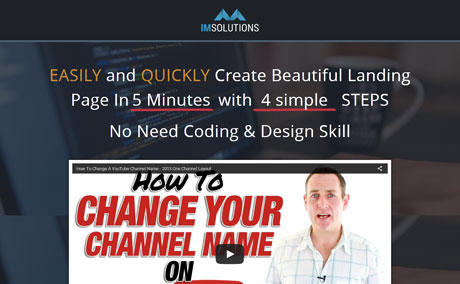 IMSOLUTIONS
EASILY and QUICKLY Create Beautiful Landing
Page In 5 Minutes with 4 simple STEPS
No Need Coding & Design Skill
How To Change A YouTube Channel Name - 2013 One Channel Layout
HOW TO
CHANGE YOUR
CHANNEL NAME
ON